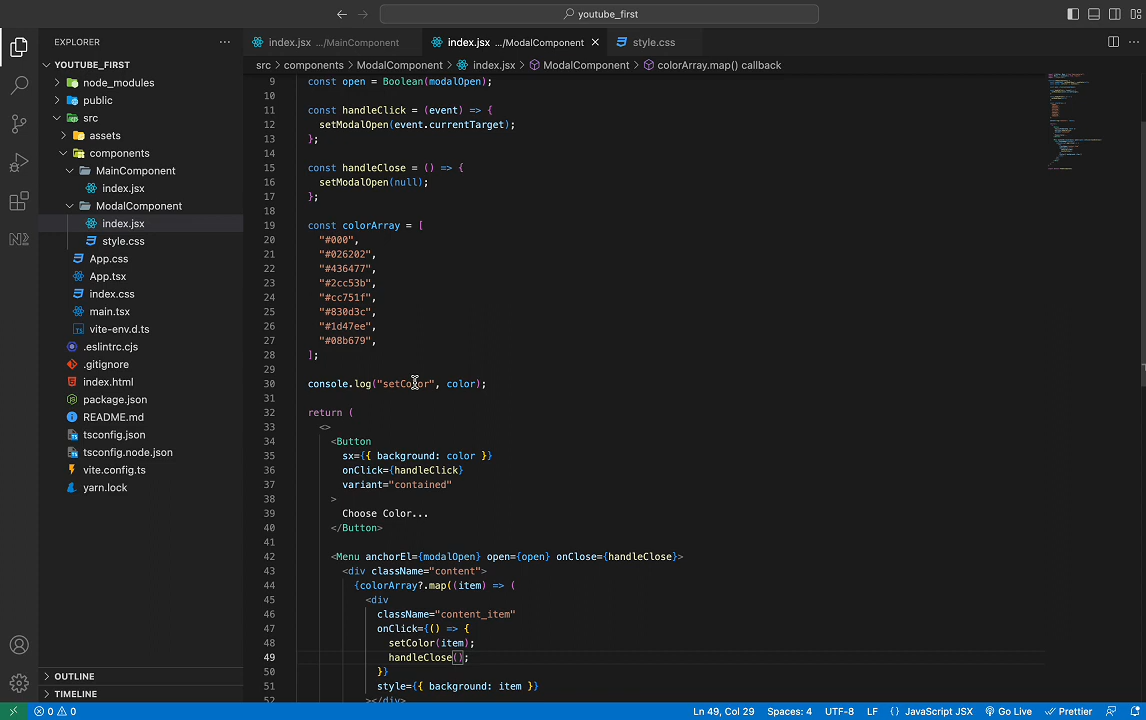 youtube_first
EXPLORER
YOUTUBE_FIRST
node_modules
public
src
assets
components
MainComponent
index.jsx
ModalComponent
index.jsx
style.css
App.css
App.tsx
index.css
main.tsx
vite-env.d.ts
.eslintrc.cjs
.gitignore
index.html
package.json
README.md
tsconfig.json
tsconfig.node.json
vite.config.ts
yarn.lock
OUTLINE
TIMELINE
index.jsx .../MainComponent
index.jsx .../ModalComponent
style.css
src > components > ModalComponent > index.jsx > ModalComponent > colorArray.map() callback
9 const open = Boolean(modalOpen);
10
11 const handleClick = (event) => {
12 setModalOpen(event.currentTarget);
13 };
14
15 const handleClose = () => {
16 setModalOpen(null);
17 };
18
19 const colorArray = [
20 "#000",
21 "#026202",
22 "#436477",
23 "#2cc53b",
24 "#cc751f",
25 "#830d3c",
26 "#1d47ee",
27 "#08b679",
28 ];
29
30 console.log("setColor", color);
31
32 return (
33 <>
34 <Button
35 sx={{ background: color }}
36 onClick={handleClick}
37 variant="contained"
38 >
39 Choose Color...
40 </Button>
41
42 <Menu anchorEl={modalOpen} open={open} onClose={handleClose}>
43 <div className="content">
44 {colorArray?.map((item) => (
45 <div
46 className="content_item"
47 onClick={() => {
48 setColor(item);
49 handleClose();
50 }}
51 style={{ background: item }}
52 ></div>
0 0
Ln 49, Col 29
Spaces: 4
UTF-8
LF
{} JavaScript JSX
Go Live
Prettier